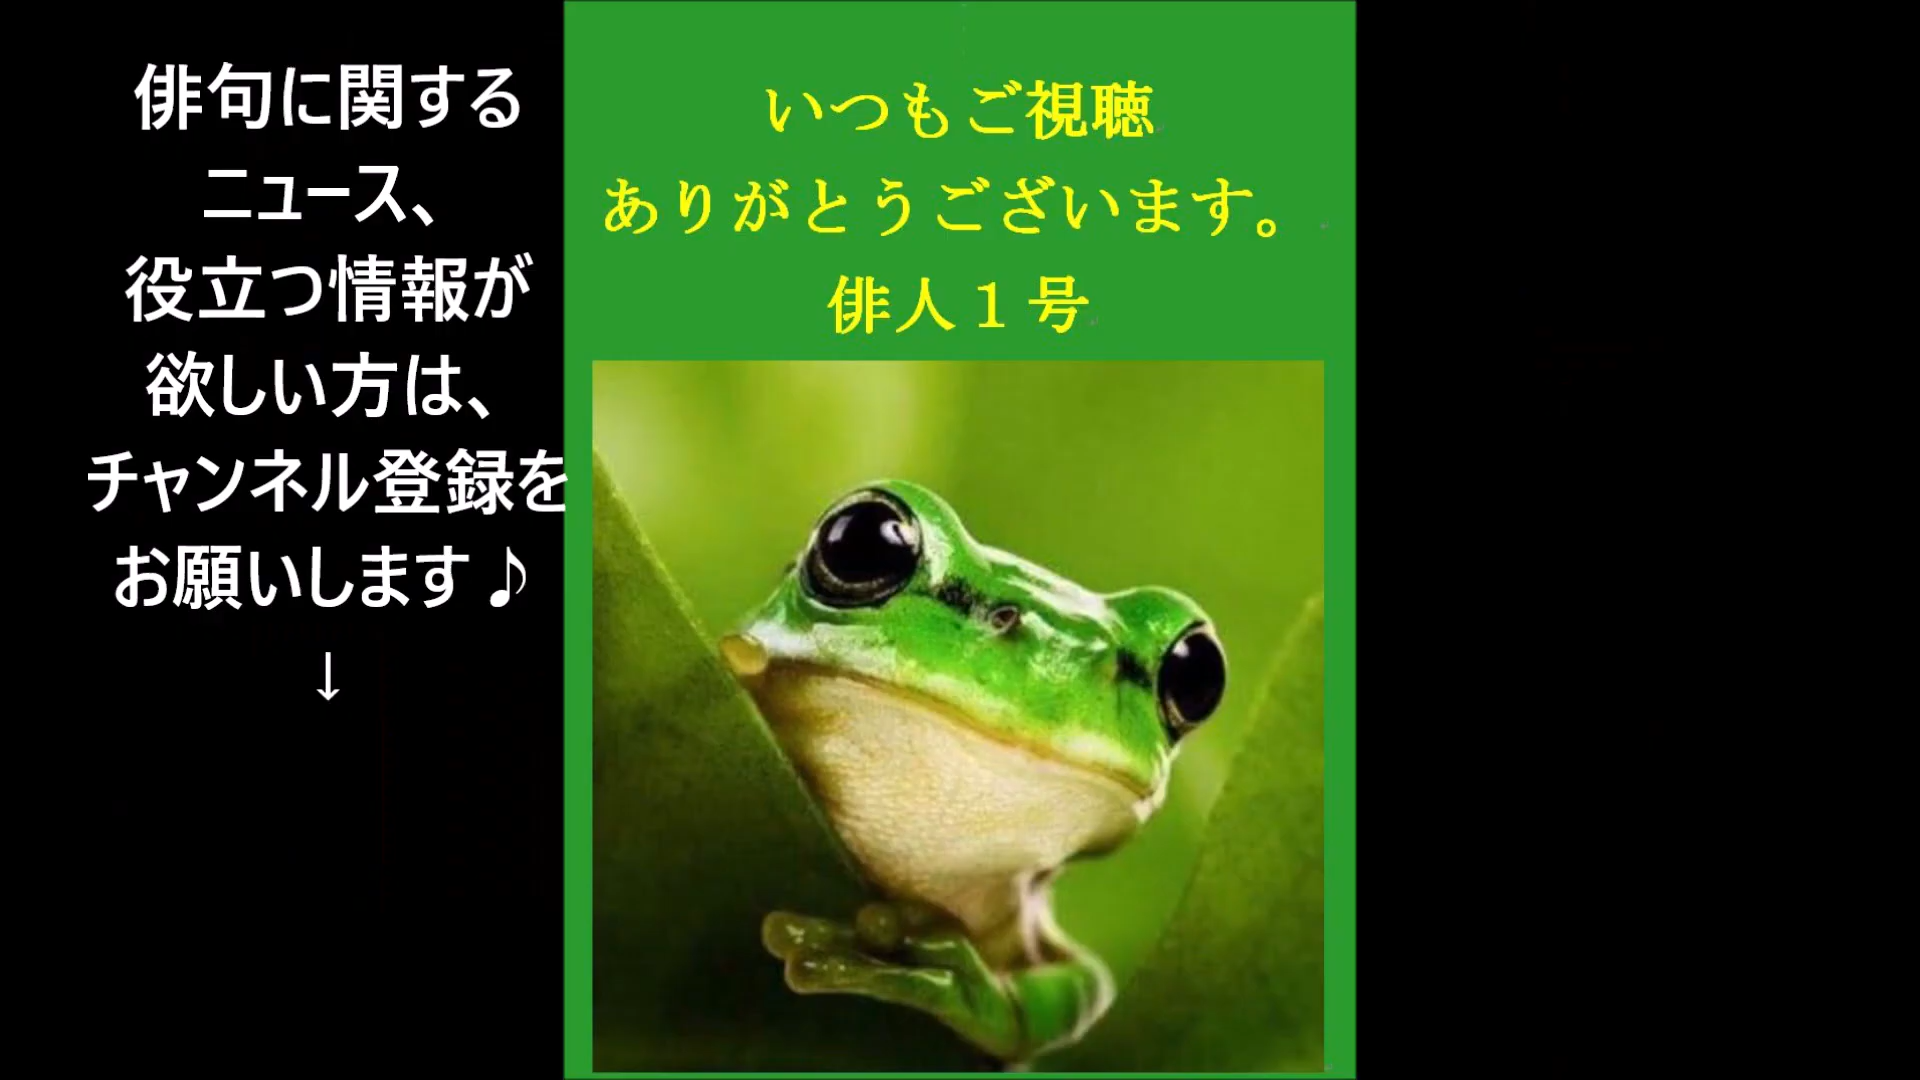 俳句に関する
ニュース、
役立つ情報が
欲しい方は、
チャンネル登録を
お願いします♪
↓
いつもご視聴
ありがとうございます。
俳人１号